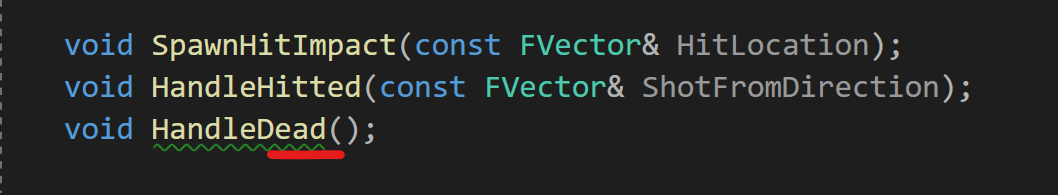 void SpawnHitImpact(const FVector& HitLocation);
void HandleHitted(const FVector& ShotFromDirection);
void HandleDead();